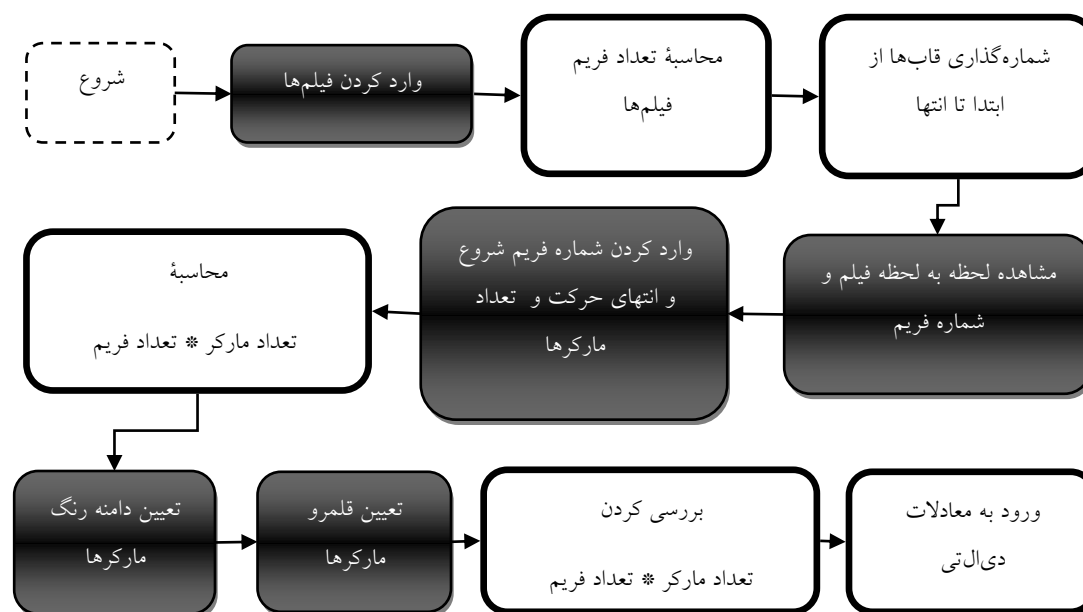 شروع
وارد کردن فیلم‌ها
محاسبهٔ تعداد فریم
فیلم‌ها
شماره‌گذاری قاب‌ها از
ابتدا تا انتها
مشاهده لحظه به لحظه فیلم و
شماره فریم
وارد کردن شماره فریم شروع
و انتهای حرکت و تعداد
مارکرها
محاسبهٔ
تعداد مارکر * تعداد فریم
تعیین دامنه رنگ
مارکرها
تعیین قلمرو
مارکرها
بررسی کردن
تعداد مارکر * تعداد فریم
ورود به معادلات
دی‌ال‌تی